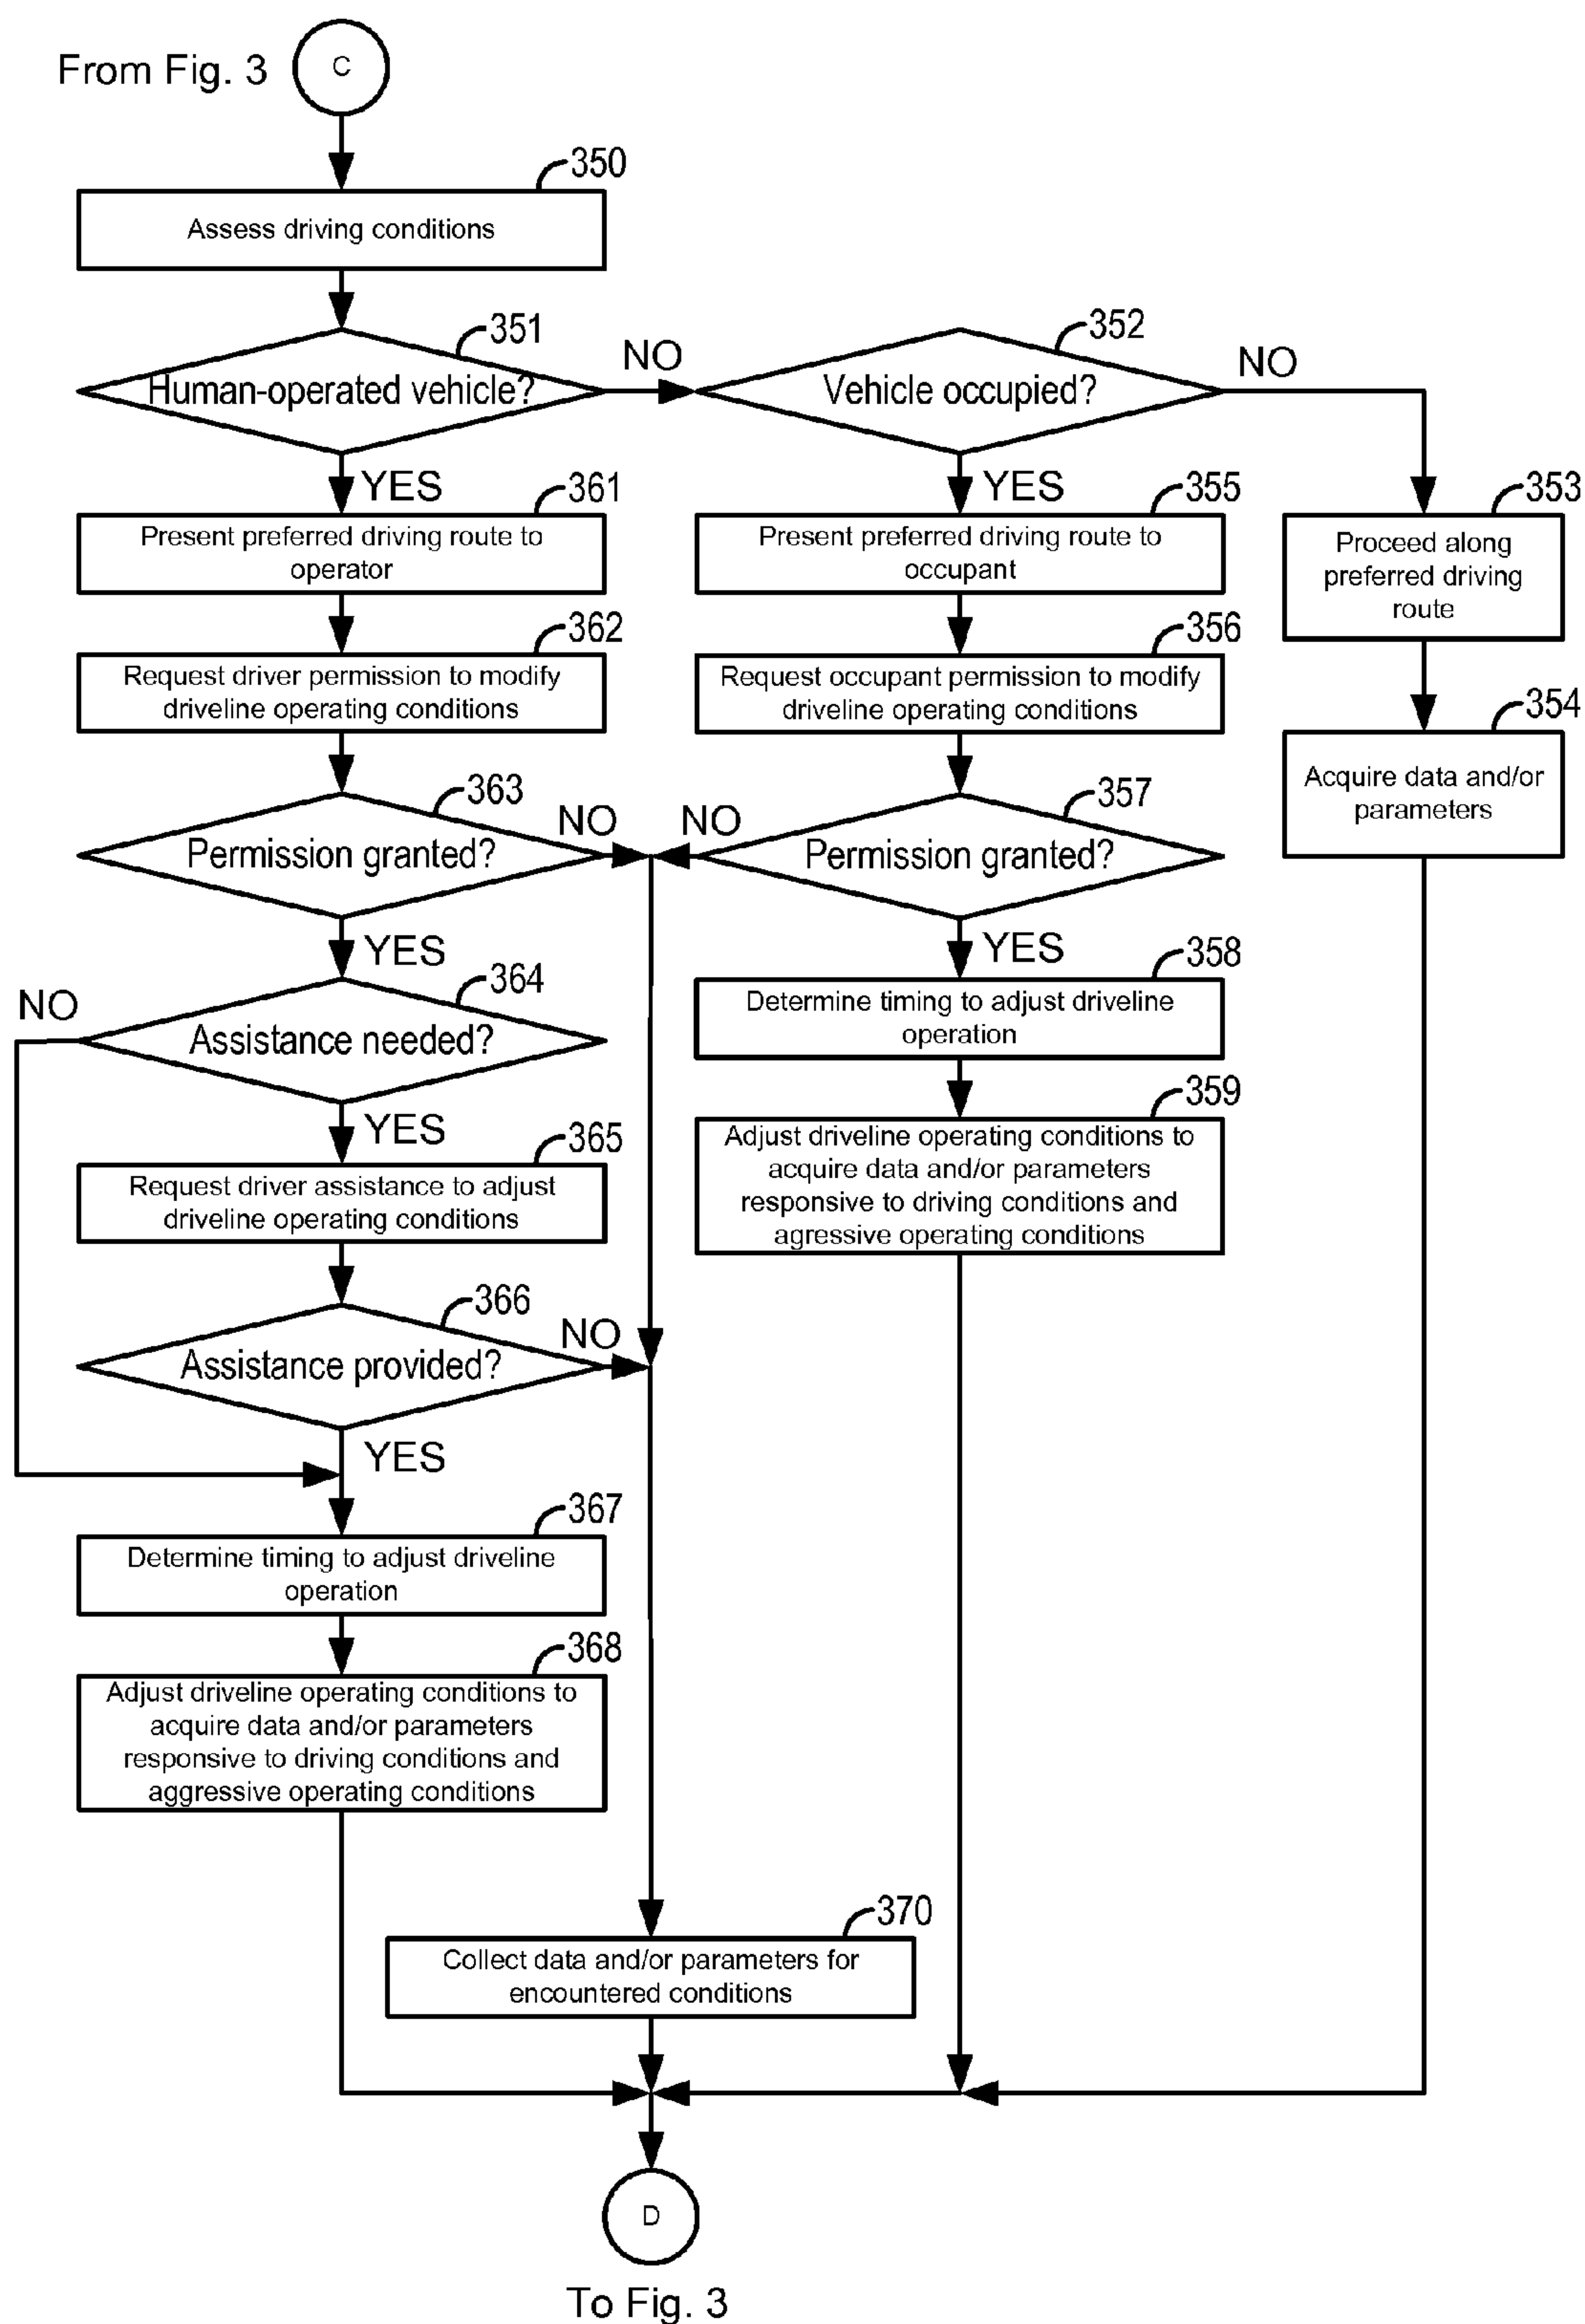 From Fig. 3
C
350
Assess driving conditions
351
Human-operated vehicle?
NO
352
Vehicle occupied?
NO
YES
361
Present preferred driving route to
operator
YES
355
Present preferred driving route to
occupant
353
Proceed along
preferred driving
route
362
Request driver permission to modify
driveline operating conditions
356
Request occupant permission to modify
driveline operating conditions
354
Acquire data and/or
parameters
363
Permission granted?
NO
NO
357
Permission granted?
YES
364
NO
Assistance needed?
YES
358
Determine timing to adjust driveline
operation
359
Adjust driveline operating conditions to
acquire data and/or parameters
responsive to driving conditions and
agressive operating conditions
YES
365
Request driver assistance to adjust
driveline operating conditions
366
Assistance provided?
NO
YES
367
Determine timing to adjust driveline
operation
368
Adjust driveline operating conditions to
acquire data and/or parameters
responsive to driving conditions and
aggressive operating conditions
370
Collect data and/or parameters for
encountered conditions
D
To Fig. 3